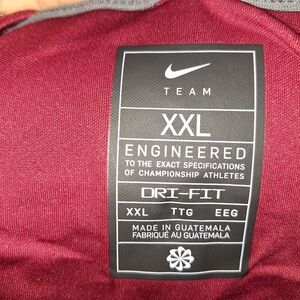 TEAM
XXL
ENGINEERED
TO THE EXACT SPECIFICATIONS
OF CHAMPIONSHIP ATHLETES
DRI-FIT
XXL TTG EEG
MADE IN GUATEMALA
FABRIQUÉ AU GUATEMALA